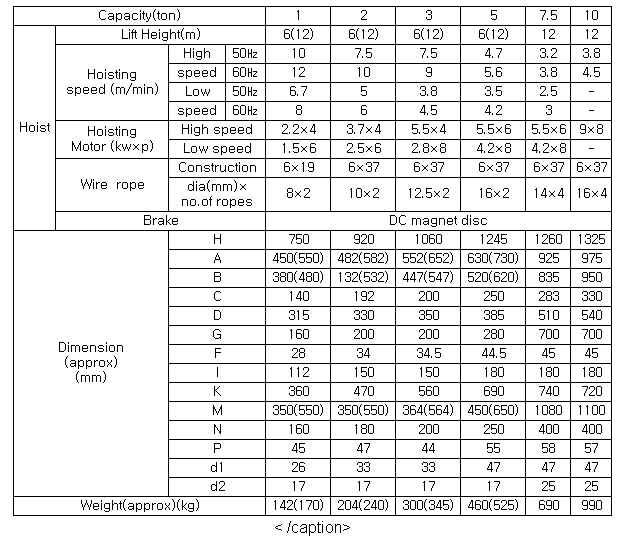 Capacity(ton) 1 2 3 5 7.5 10
Lift Height(m) 6(12) 6(12) 6(12) 6(12) 12 12
Hoist
Hoisting speed (m/min)
High speed 50Hz 10 7.5 7.5 4.7 3.2 3.8
60Hz 12 10 9 5.6 3.8 4.5
Low speed 50Hz 6.7 5 3.8 3.5 2.5 -
60Hz 8 6 4.5 4.2 3 -
Hoisting Motor (kw×p)
High speed 2.2×4 3.7×4 5.5×4 5.5×6 5.5×6 9×8
Low speed 1.5×6 2.5×6 2.8×8 4.2×8 4.2×8 -
Wire rope
Construction 6×19 6×37 6×37 6×37 6×37 6×37
dia(mm)× no.of ropes 8×2 10×2 12.5×2 16×2 14×4 16×4
Brake DC magnet disc
Dimension (approx) (mm)
H 750 920 1060 1245 1260 1325
A 450(550) 482(582) 552(652) 630(730) 925 975
B 380(480) 132(532) 447(547) 520(620) 835 950
C 140 192 200 250 283 330
D 315 330 350 385 510 540
G 160 200 200 280 700 700
F 28 34 34.5 44.5 45 45
I 112 150 150 180 180 180
K 360 470 560 690 740 720
M 350(550) 350(550) 364(564) 450(650) 1080 1100
N 160 180 200 250 400 400
P 45 47 44 55 58 57
d1 26 33 33 47 47 47
d2 17 17 17 17 25 25
Weight(approx)(kg) 142(170) 204(240) 300(345) 460(525) 690 990
< /caption>